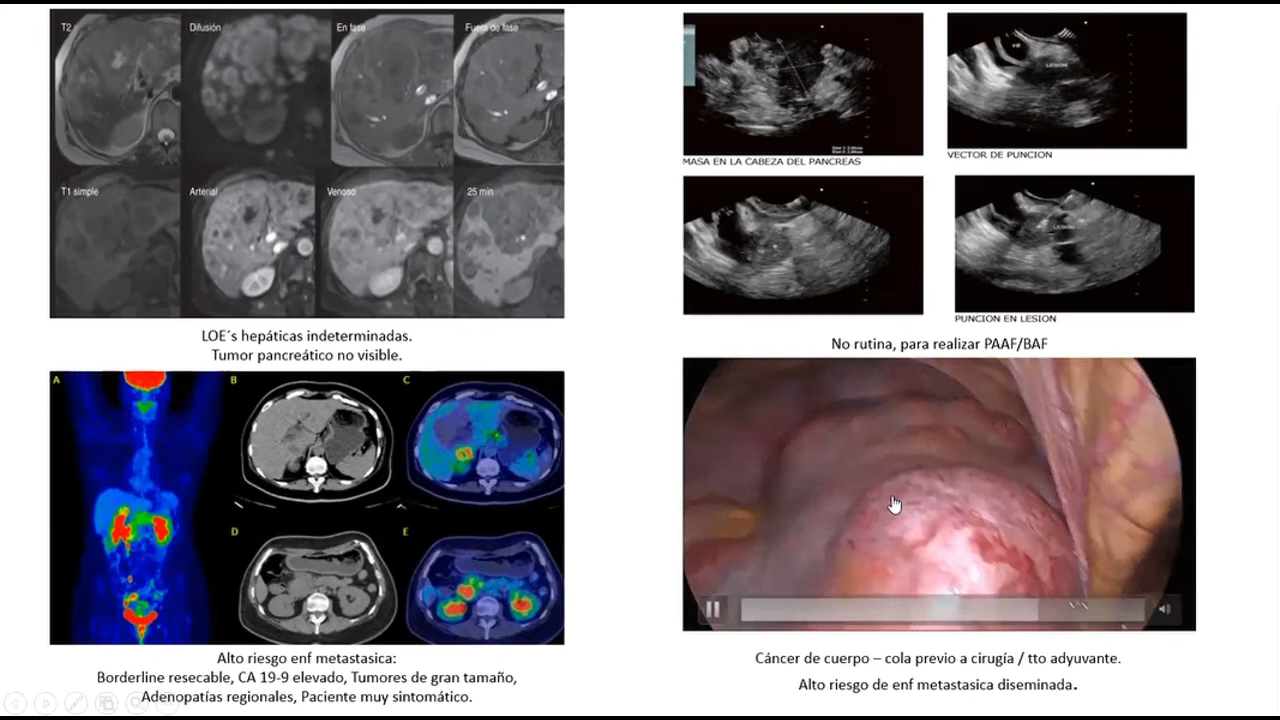 T2
Difusión
En fase
Fuera de fase
T1 simple
Arterial
Venoso
25 min
LOE´s hepáticas indeterminadas.
Tumor pancreático no visible.
A
B
C
D
E
Alto riesgo enf metastasica:
Borderline resecable, CA 19-9 elevado, Tumores de gran tamaño,
Adenopatías regionales, Paciente muy sintomático.
MASA EN LA CABEZA DEL PANCREAS
VB
LESION
VECTOR DE PUNCION
LESION
PUNCION EN LESION
No rutina, para realizar PAAF/BAF
Cáncer de cuerpo – cola previo a cirugía / tto adyuvante.
Alto riesgo de enf metastasica diseminada.